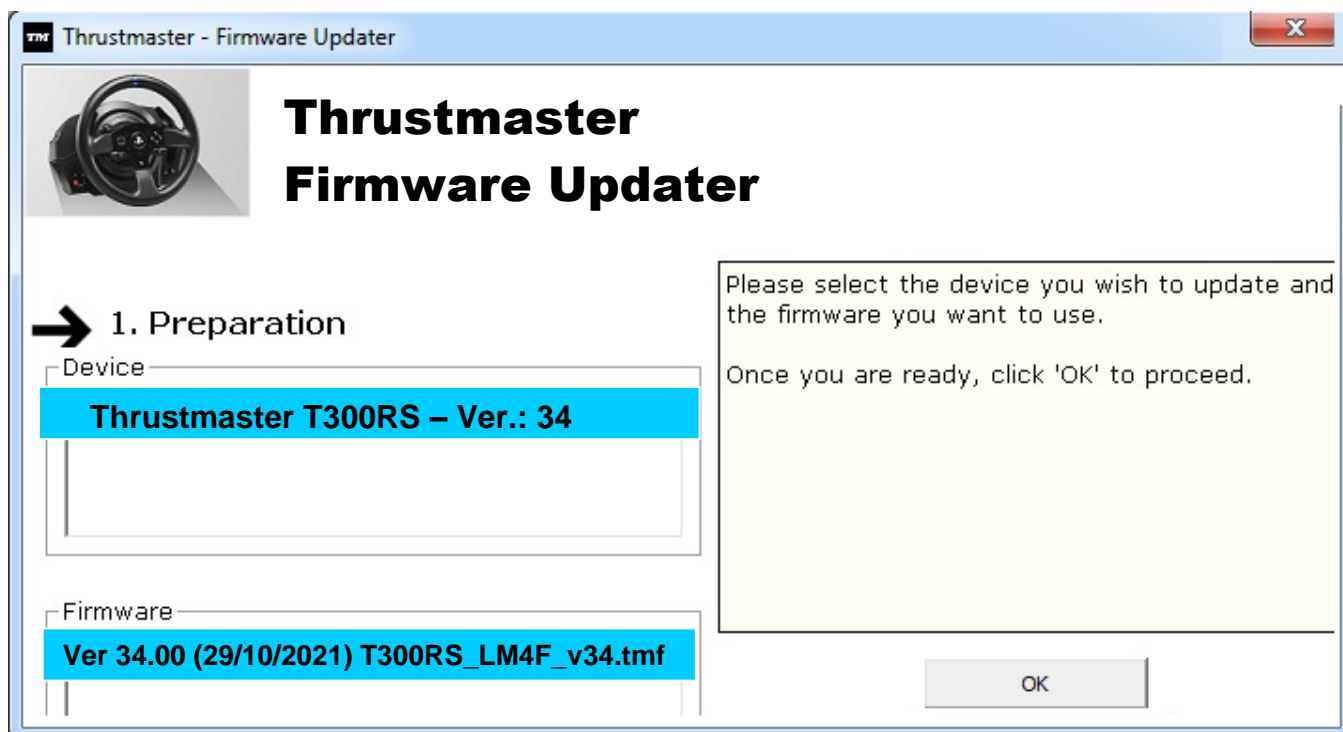 TM Thrustmaster - Firmware Updater
Thrustmaster
Firmware Updater
1. Preparation
Device
Thrustmaster T300RS – Ver.: 34
Firmware
Ver 34.00 (29/10/2021) T300RS_LM4F_v34.tmf
Please select the device you wish to update and
the firmware you want to use.
Once you are ready, click 'OK' to proceed.
OK